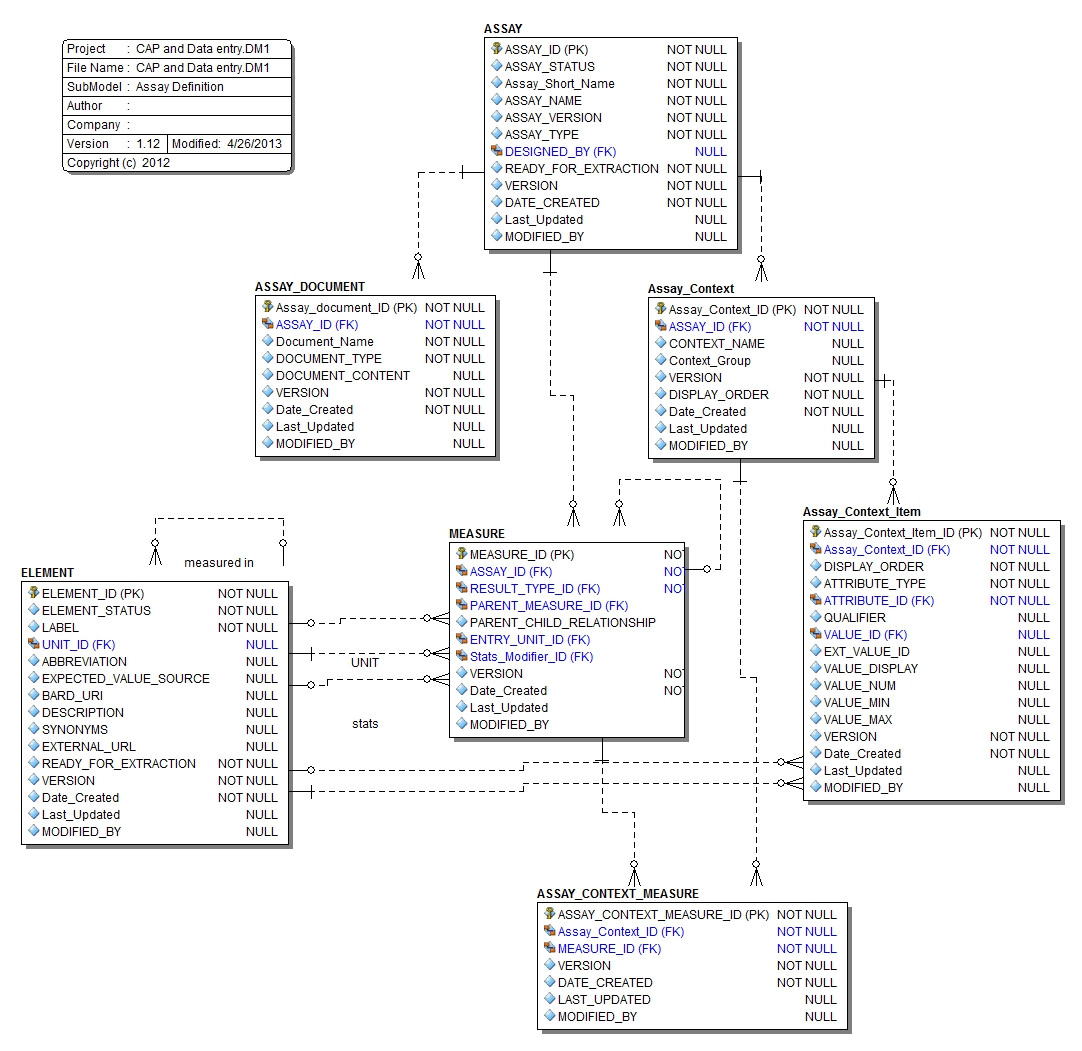 Project : CAP and Data entry.DM1
File Name : CAP and Data entry.DM1
SubModel : Assay Definition
Author :
Company :
Version : 1.12 Modified: 4/26/2013
Copyright (c) 2012
ASSAY
ASSAY_ID (PK) NOT NULL
ASSAY_STATUS NOT NULL
Assay_Short_Name NOT NULL
ASSAY_NAME NOT NULL
ASSAY_VERSION NOT NULL
ASSAY_TYPE NOT NULL
DESIGNED_BY (FK) NULL
READY_FOR_EXTRACTION NOT NULL
VERSION NOT NULL
DATE_CREATED NOT NULL
Last_Updated NULL
MODIFIED_BY NULL
ASSAY_DOCUMENT
Assay_document_ID (PK) NOT NULL
ASSAY_ID (FK) NOT NULL
Document_Name NOT NULL
DOCUMENT_TYPE NOT NULL
DOCUMENT_CONTENT NULL
VERSION NOT NULL
Date_Created NOT NULL
Last_Updated NULL
MODIFIED_BY NULL
Assay_Context
Assay_Context_ID (PK) NOT NULL
ASSAY_ID (FK) NOT NULL
CONTEXT_NAME NULL
Context_Group NULL
VERSION NOT NULL
DISPLAY_ORDER NOT NULL
Date_Created NOT NULL
Last_Updated NULL
MODIFIED_BY NULL
Assay_Context_Item
Assay_Context_Item_ID (PK) NOT NULL
Assay_Context_ID (FK) NOT NULL
DISPLAY_ORDER NOT NULL
ATTRIBUTE_TYPE NOT NULL
ATTRIBUTE_ID (FK) NOT NULL
QUALIFIER NULL
VALUE_ID (FK) NULL
EXT_VALUE_ID NULL
VALUE_DISPLAY NULL
VALUE_NUM NULL
VALUE_MIN NULL
VALUE_MAX NULL
VERSION NOT NULL
Date_Created NOT NULL
Last_Updated NULL
MODIFIED_BY NULL
MEASURE
MEASURE_ID (PK) NO
ASSAY_ID (FK) NO
RESULT_TYPE_ID (FK) NO
PARENT_MEASURE_ID (FK)
PARENT_CHILD_RELATIONSHIP
ENTRY_UNIT_ID (FK)
Stats_Modifier_ID (FK)
VERSION NO
Date_Created NO
Last_Updated
MODIFIED_BY
measured in
ELEMENT
ELEMENT_ID (PK) NOT NULL
ELEMENT_STATUS NOT NULL
LABEL NOT NULL
UNIT_ID (FK) NULL
ABBREVIATION NULL
EXPECTED_VALUE_SOURCE NULL
BARD_URI NULL
DESCRIPTION NULL
SYNONYMS NULL
EXTERNAL_URL NULL
READY_FOR_EXTRACTION NOT NULL
VERSION NOT NULL
Date_Created NOT NULL
Last_Updated NULL
MODIFIED_BY NULL
UNIT
stats
ASSAY_CONTEXT_MEASURE
ASSAY_CONTEXT_MEASURE_ID (PK) NOT NULL
Assay_Context_ID (FK) NOT NULL
MEASURE_ID (FK) NOT NULL
VERSION NOT NULL
DATE_CREATED NOT NULL
LAST_UPDATED NULL
MODIFIED_BY NULL